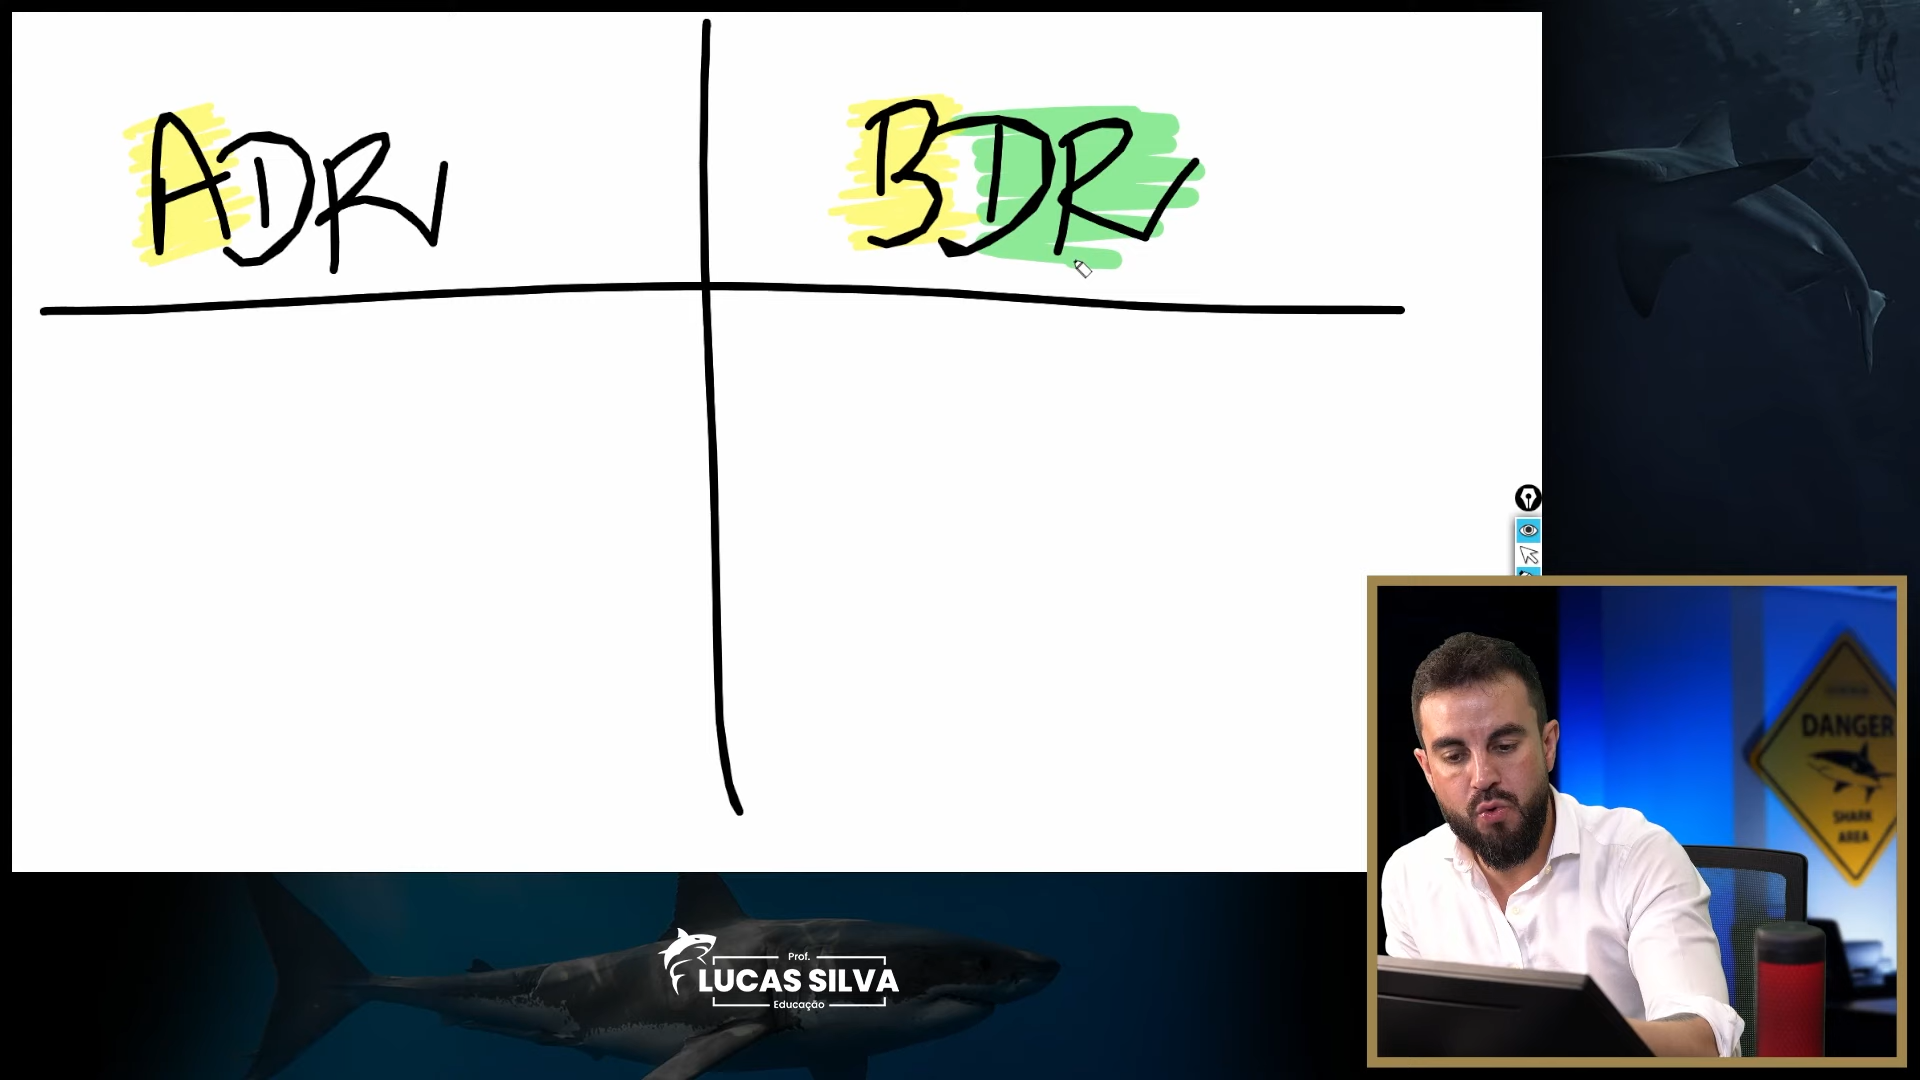 ADR
BDR
DANGER
SHARK
AREA
Prof.
LUCAS SILVA
Educação